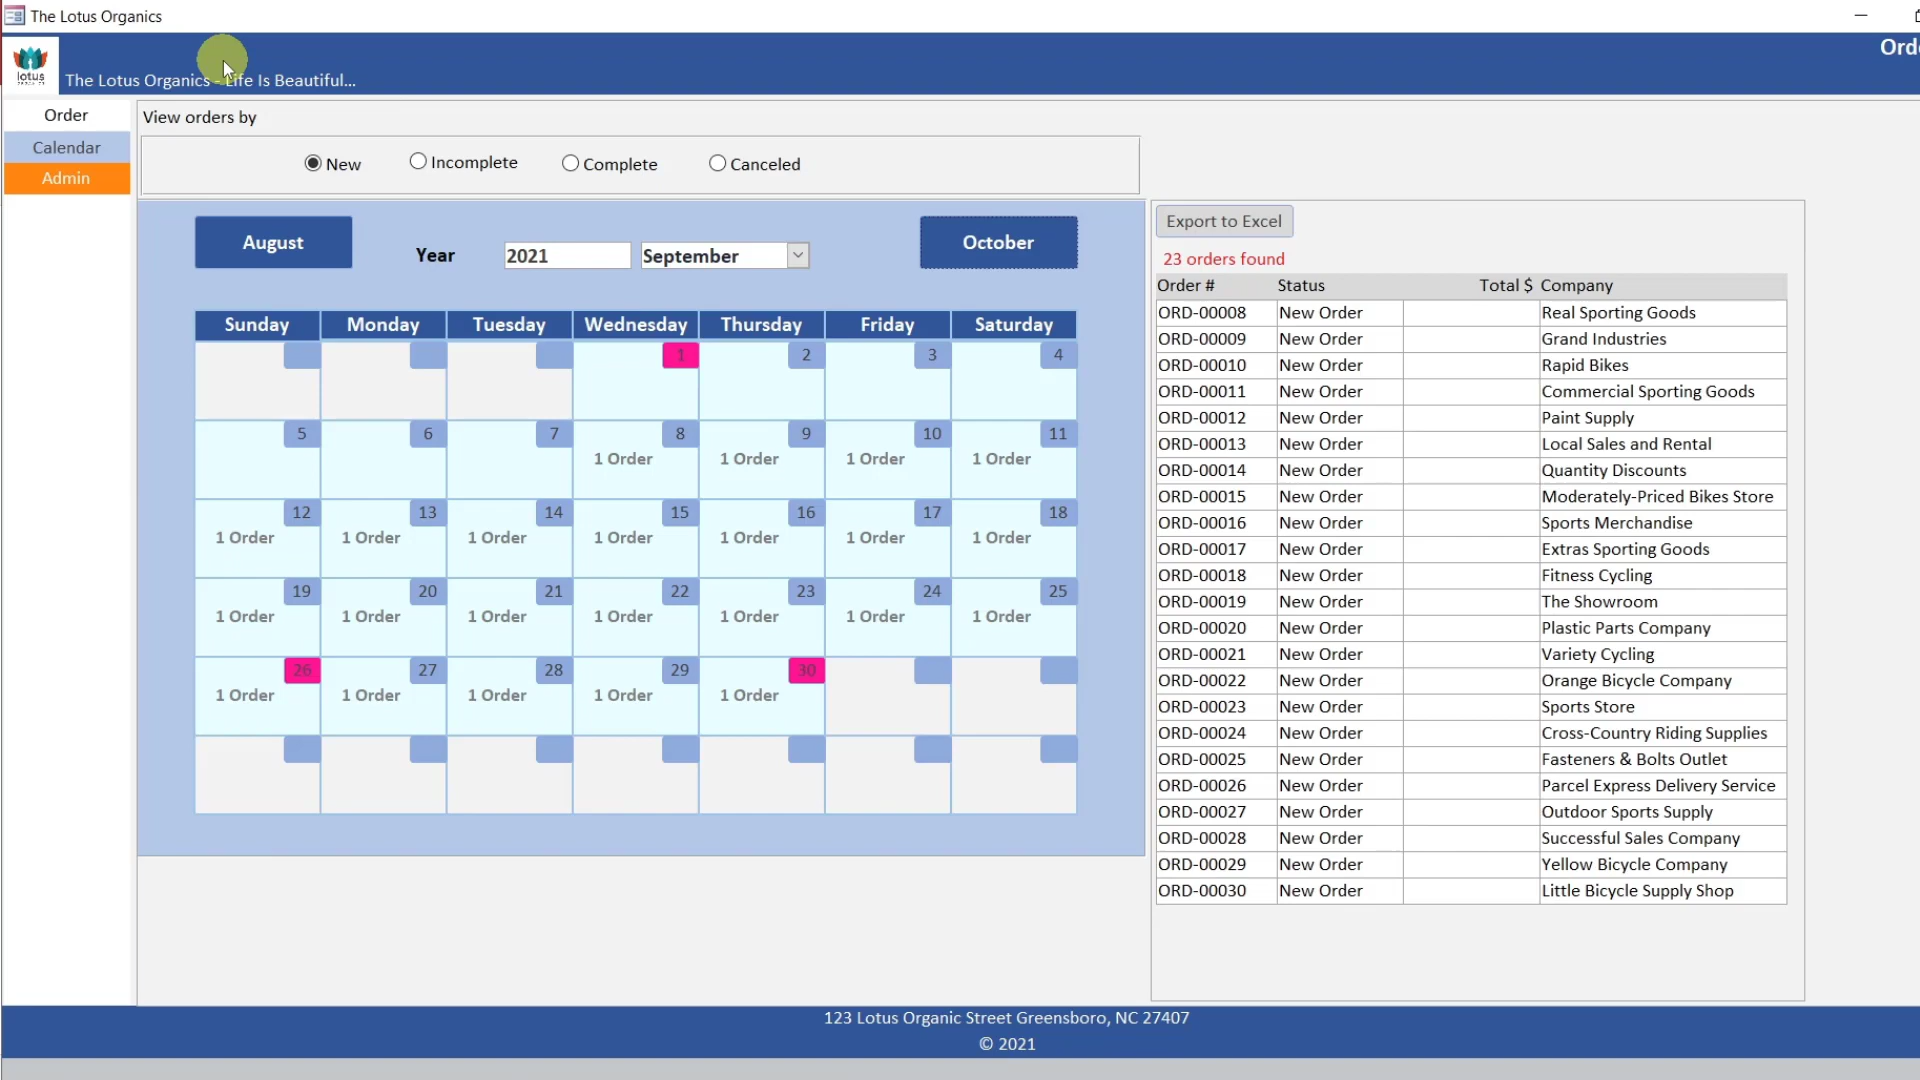 The Lotus Organics
Orde
lotus
The Lotus Organics - Life Is Beautiful...
Order
Calendar
Admin
View orders by
New Incomplete Complete Canceled
August Year 2021 September October
Sunday Monday Tuesday Wednesday Thursday Friday Saturday
1 2 3 4
5 6 7 8 9 10 11
1 Order 1 Order 1 Order 1 Order
12 13 14 15 16 17 18
1 Order 1 Order 1 Order 1 Order 1 Order 1 Order 1 Order
19 20 21 22 23 24 25
1 Order 1 Order 1 Order 1 Order 1 Order 1 Order 1 Order
26 27 28 29 30
1 Order 1 Order 1 Order 1 Order 1 Order
Export to Excel
23 orders found
Order # Status Total $ Company
ORD-00008 New Order Real Sporting Goods
ORD-00009 New Order Grand Industries
ORD-00010 New Order Rapid Bikes
ORD-00011 New Order Commercial Sporting Goods
ORD-00012 New Order Paint Supply
ORD-00013 New Order Local Sales and Rental
ORD-00014 New Order Quantity Discounts
ORD-00015 New Order Moderately-Priced Bikes Store
ORD-00016 New Order Sports Merchandise
ORD-00017 New Order Extras Sporting Goods
ORD-00018 New Order Fitness Cycling
ORD-00019 New Order The Showroom
ORD-00020 New Order Plastic Parts Company
ORD-00021 New Order Variety Cycling
ORD-00022 New Order Orange Bicycle Company
ORD-00023 New Order Sports Store
ORD-00024 New Order Cross-Country Riding Supplies
ORD-00025 New Order Fasteners & Bolts Outlet
ORD-00026 New Order Parcel Express Delivery Service
ORD-00027 New Order Outdoor Sports Supply
ORD-00028 New Order Successful Sales Company
ORD-00029 New Order Yellow Bicycle Company
ORD-00030 New Order Little Bicycle Supply Shop
123 Lotus Organic Street Greensboro, NC 27407
© 2021